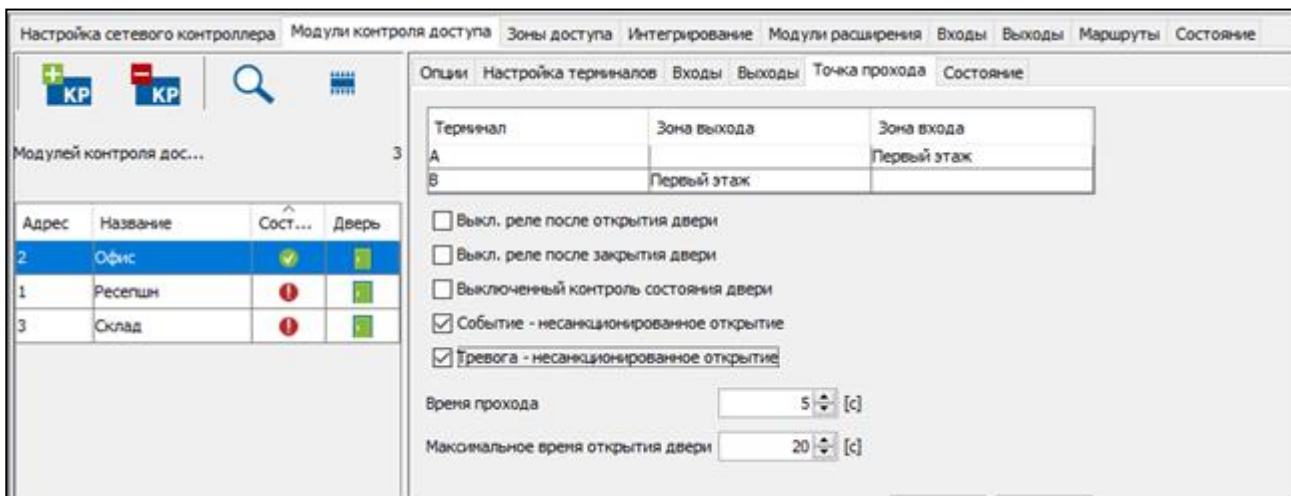 Настройка сетевого контроллера Модули контроля доступа Зоны доступа Интегрирование Модули расширения Входы Выходы Маршруты Состояние
КР КР
Модулей контроля дос... 3
Адрес Название Сост... Дверь
2 Офис
1 Ресепшн
3 Склад
Опции Настройка терминалов Входы Выходы Точка прохода Состояние
Терминал Зона выхода Зона входа
A Первый этаж
B Первый этаж
Выкл. реле после открытия двери
Выкл. реле после закрытия двери
Выключенный контроль состояния двери
Событие - несанкционированное открытие
Тревога - несанкционированное открытие
Время прохода 5 [с]
Максимальное время открытия двери 20 [с]